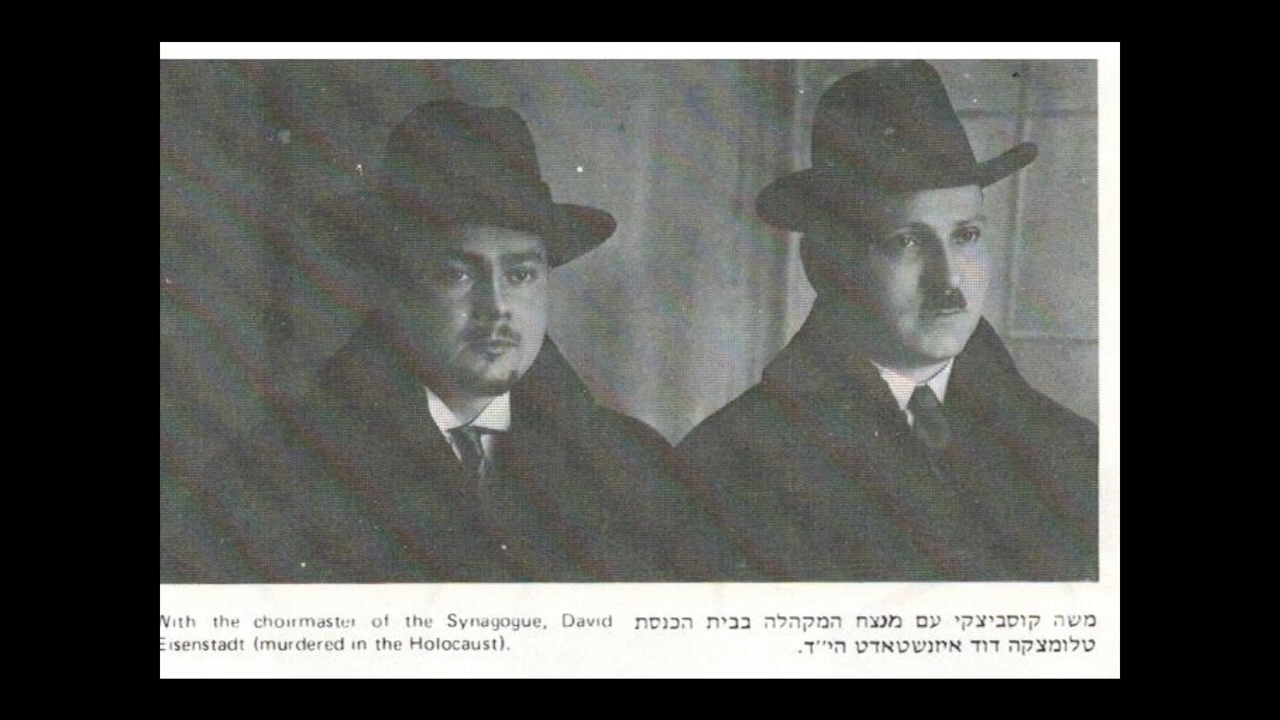 With the choirmaster of the Synagogue, David
Eisenstadt (murdered in the Holocaust).
משה קוסביצקי עם מנצח המקהלה בבית הכנסת
טלומצקה דוד איזנשטאדט הי״ד.